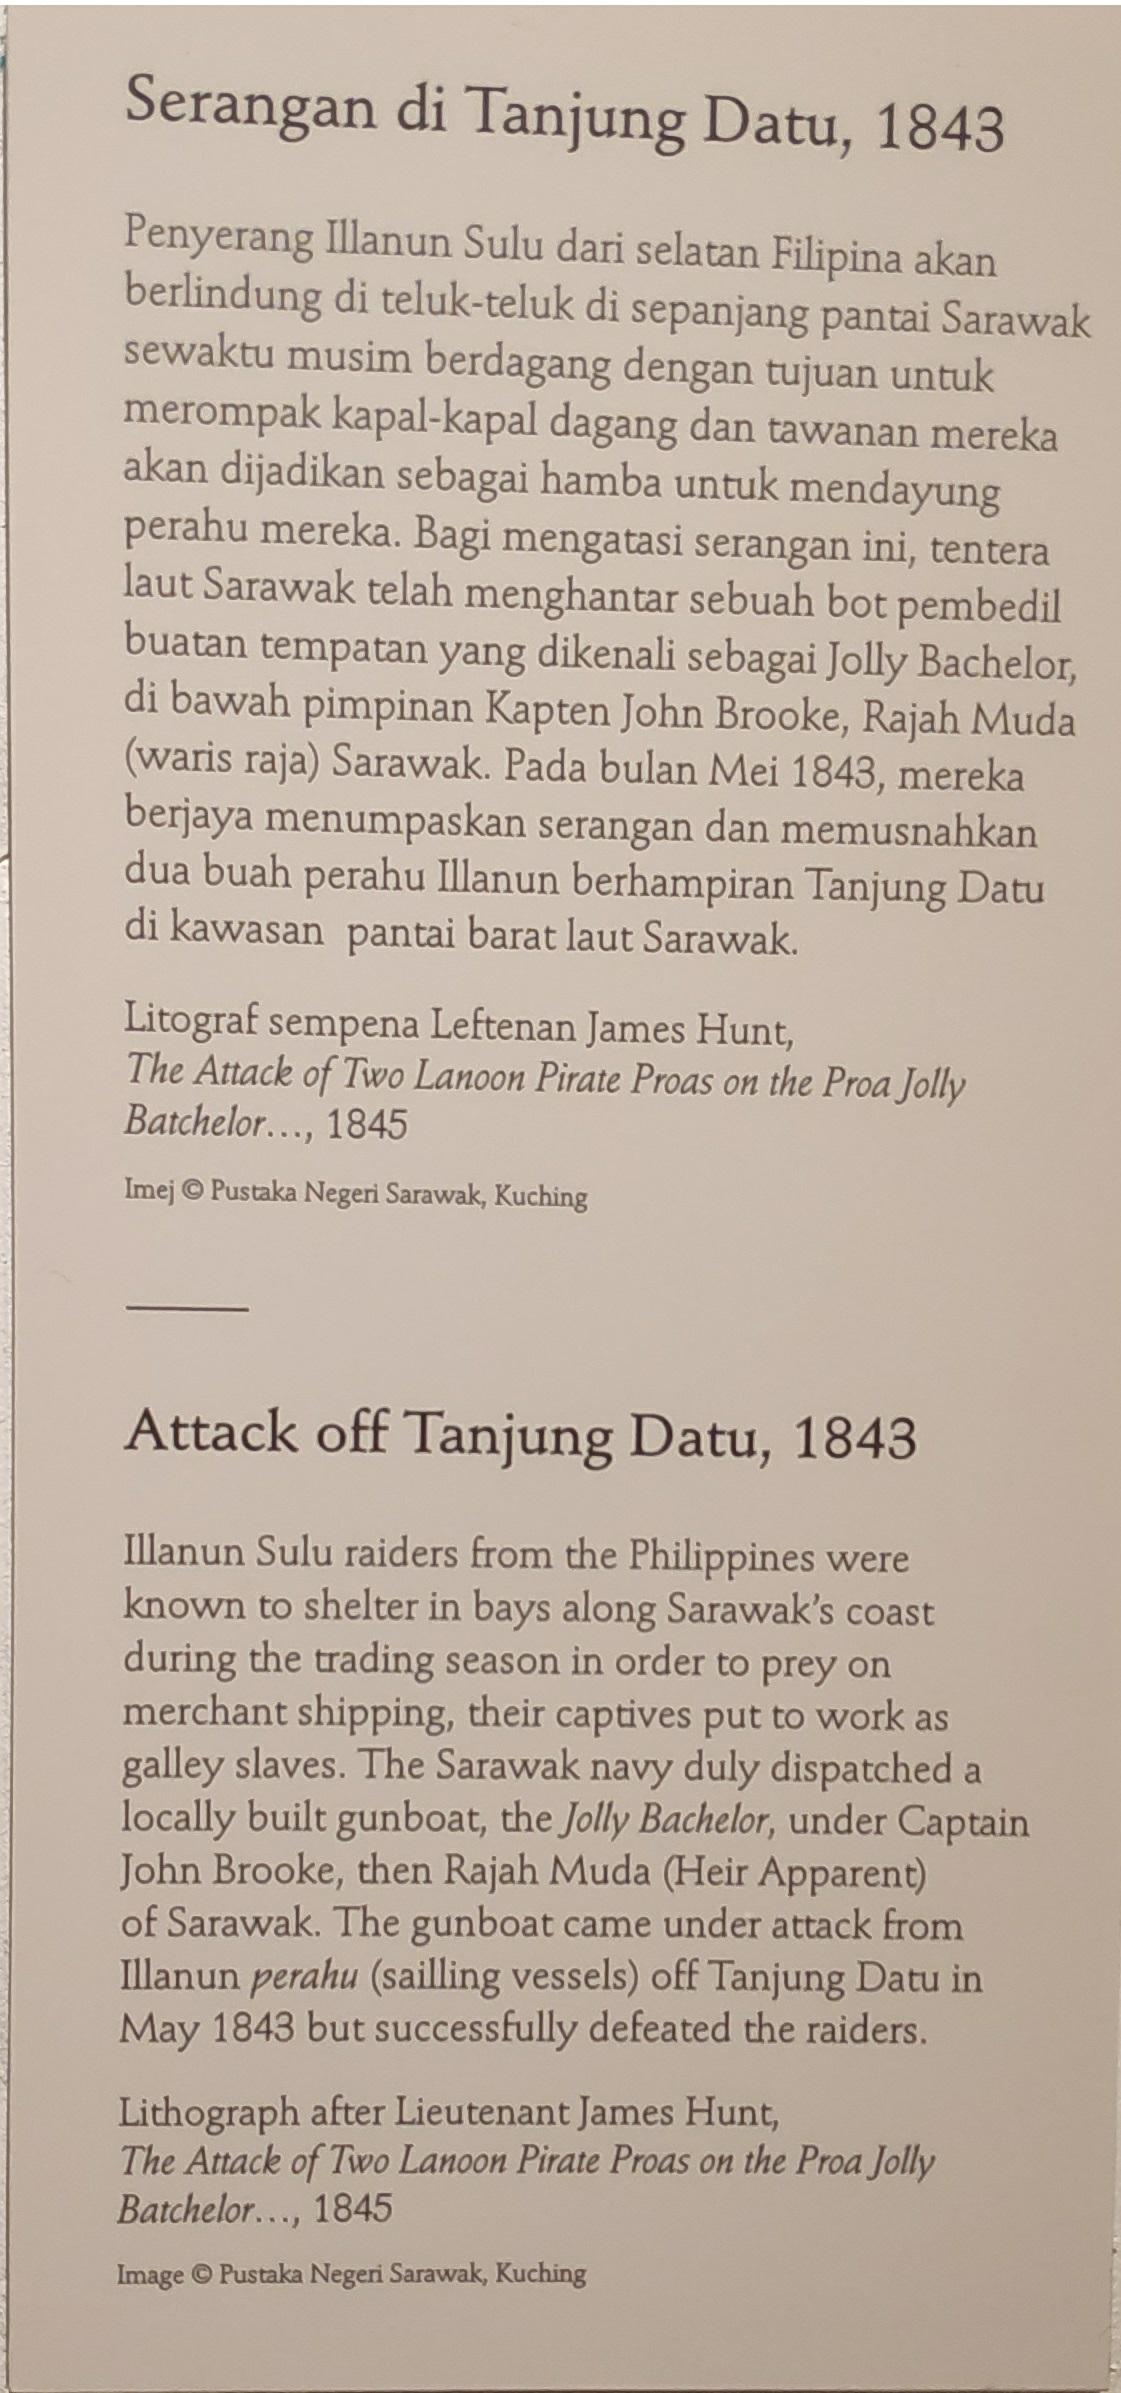 Serangan di Tanjung Datu, 1843
Penyerang Illanun Sulu dari selatan Filipina akan
berlindung di teluk-teluk di sepanjang pantai Sarawak
sewaktu musim berdagang dengan tujuan untuk
merompak kapal-kapal dagang dan tawanan mereka
akan dijadikan sebagai hamba untuk mendayung
perahu mereka. Bagi mengatasi serangan ini, tentera
laut Sarawak telah menghantar sebuah bot pembedil
buatan tempatan yang dikenali sebagai Jolly Bachelor,
di bawah pimpinan Kapten John Brooke, Rajah Muda
(waris raja) Sarawak. Pada bulan Mei 1843, mereka
berjaya menumpaskan serangan dan memusnahkan
dua buah perahu Illanun berhampiran Tanjung Datu
di kawasan pantai barat laut Sarawak.
Litograf sempena Leftenan James Hunt,
The Attack of Two Lanoon Pirate Proas on the Proa Jolly
Batchelor..., 1845
Imej © Pustaka Negeri Sarawak, Kuching
Attack off Tanjung Datu, 1843
Illanun Sulu raiders from the Philippines were
known to shelter in bays along Sarawak's coast
during the trading season in order to prey on
merchant shipping, their captives put to work as
galley slaves. The Sarawak navy duly dispatched a
locally built gunboat, the Jolly Bachelor, under Captain
John Brooke, then Rajah Muda (Heir Apparent)
of Sarawak. The gunboat came under attack from
Illanun perahu (sailling vessels) off Tanjung Datu in
May 1843 but successfully defeated the raiders.
Lithograph after Lieutenant James Hunt,
The Attack of Two Lanoon Pirate Proas on the Proa Jolly
Batchelor..., 1845
Image © Pustaka Negeri Sarawak, Kuching